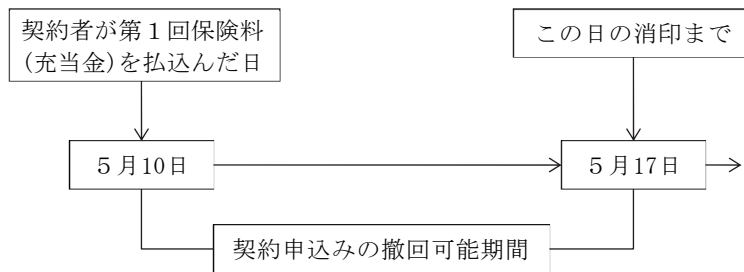 契約者が第１回保険料
(充当金)を払込んだ日
この日の消印まで
５月10日
５月17日
契約申込みの撤回可能期間